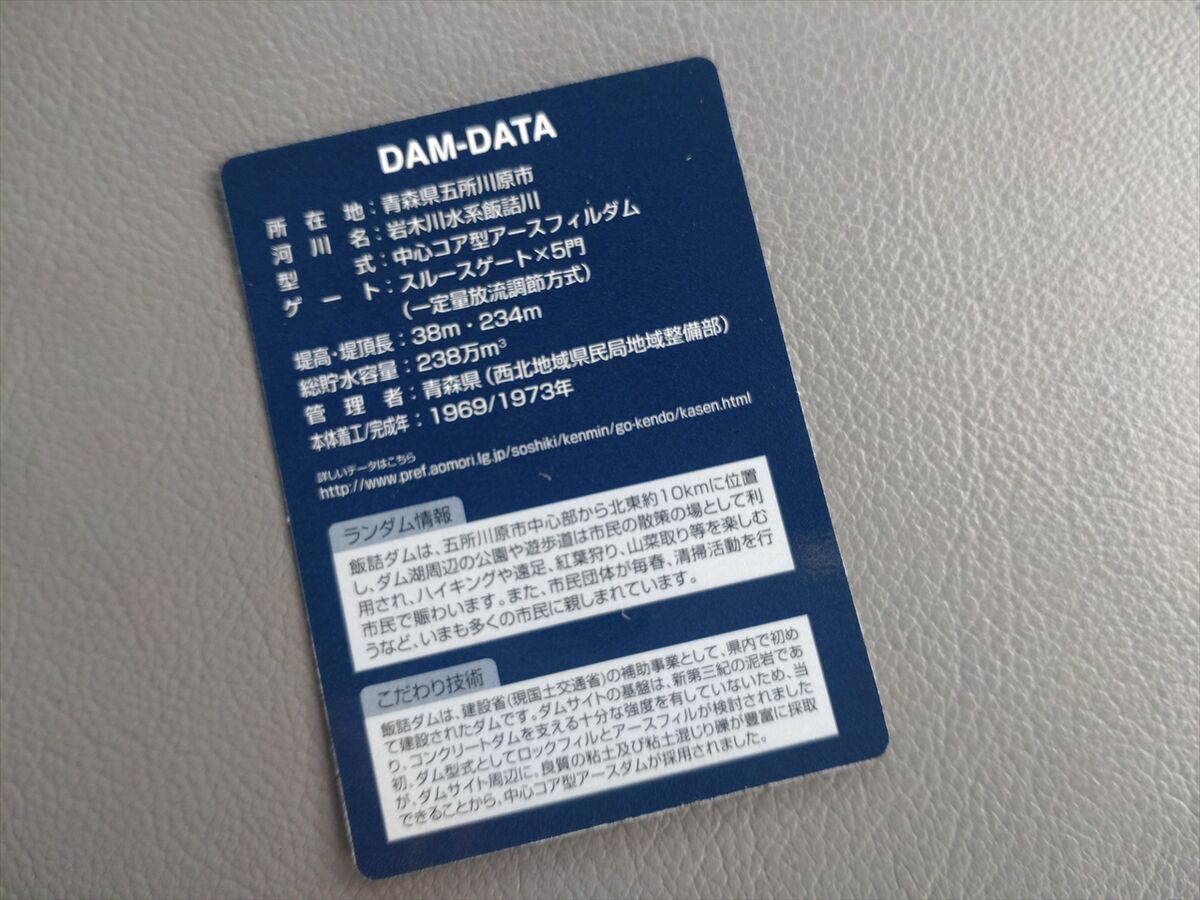 DAM-DATA
所在地：青森県五所川原市
河川名：岩木川水系飯詰川
型式：中心コア型アースフィルダム
ゲート：スルースゲート×5門
（一定量放流調節方式）
堤高・堤頂長：38m・234m
総貯水容量：238万m³
管理者：青森県（西北地域県民局地域整備部）
本体着工/完成年：1969/1973年
詳しいデータはこちら
http://www.pref.aomori.lg.jp/soshiki/kenmin/go-kendo/kasen.html
ランダム情報
飯詰ダムは、五所川原市中心部から北東約10kmに位置
し、ダム湖周辺の公園や遊歩道は市民の散策の場として利
用され、ハイキングや遠足、紅葉狩り、山菜取り等を楽しむ
市民で賑わいます。また、市民団体が毎春、清掃活動を行
うなど、いまも多くの市民に親しまれています。
こだわり技術
飯詰ダムは、建設省（現国土交通省）の補助事業として、県内で初め
て建設されたダムです。ダムサイトの基盤は、新第三紀の泥岩であ
り、コンクリートダムを支える十分な強度を有していないため、当
初、ダム型式としてロックフィルとアースフィルが検討されました
が、ダムサイト周辺に、良質の粘土及び粘土混じり礫が豊富に採取
できることから、中心コア型アースダムが採用されました。